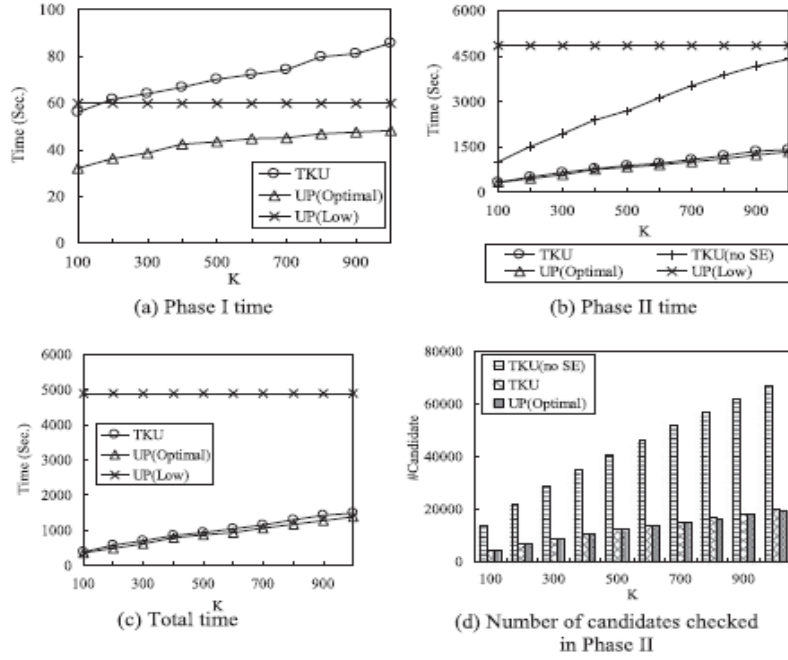 100
80
60
40
20
0
Time (Sec.)
TKU
UP(Optimal)
UP(Low)
100 300 500 700 900
K
(a) Phase I time
6000
4500
3000
1500
0
Time (Sec.)
100 200 300 400 500 600 700 800 900
K
TKU TKU(no SE)
UP(Optimal) UP(Low)
(b) Phase II time
6000
5000
4000
3000
2000
1000
0
Time (Sec.)
TKU
UP(Optimal)
UP(Low)
100 300 500 700 900
K
(c) Total time
80000
60000
40000
20000
0
#Candidate
TKU(no SE)
TKU
UP(Optimal)
100 300 500 700 900
K
(d) Number of candidates checked
in Phase II